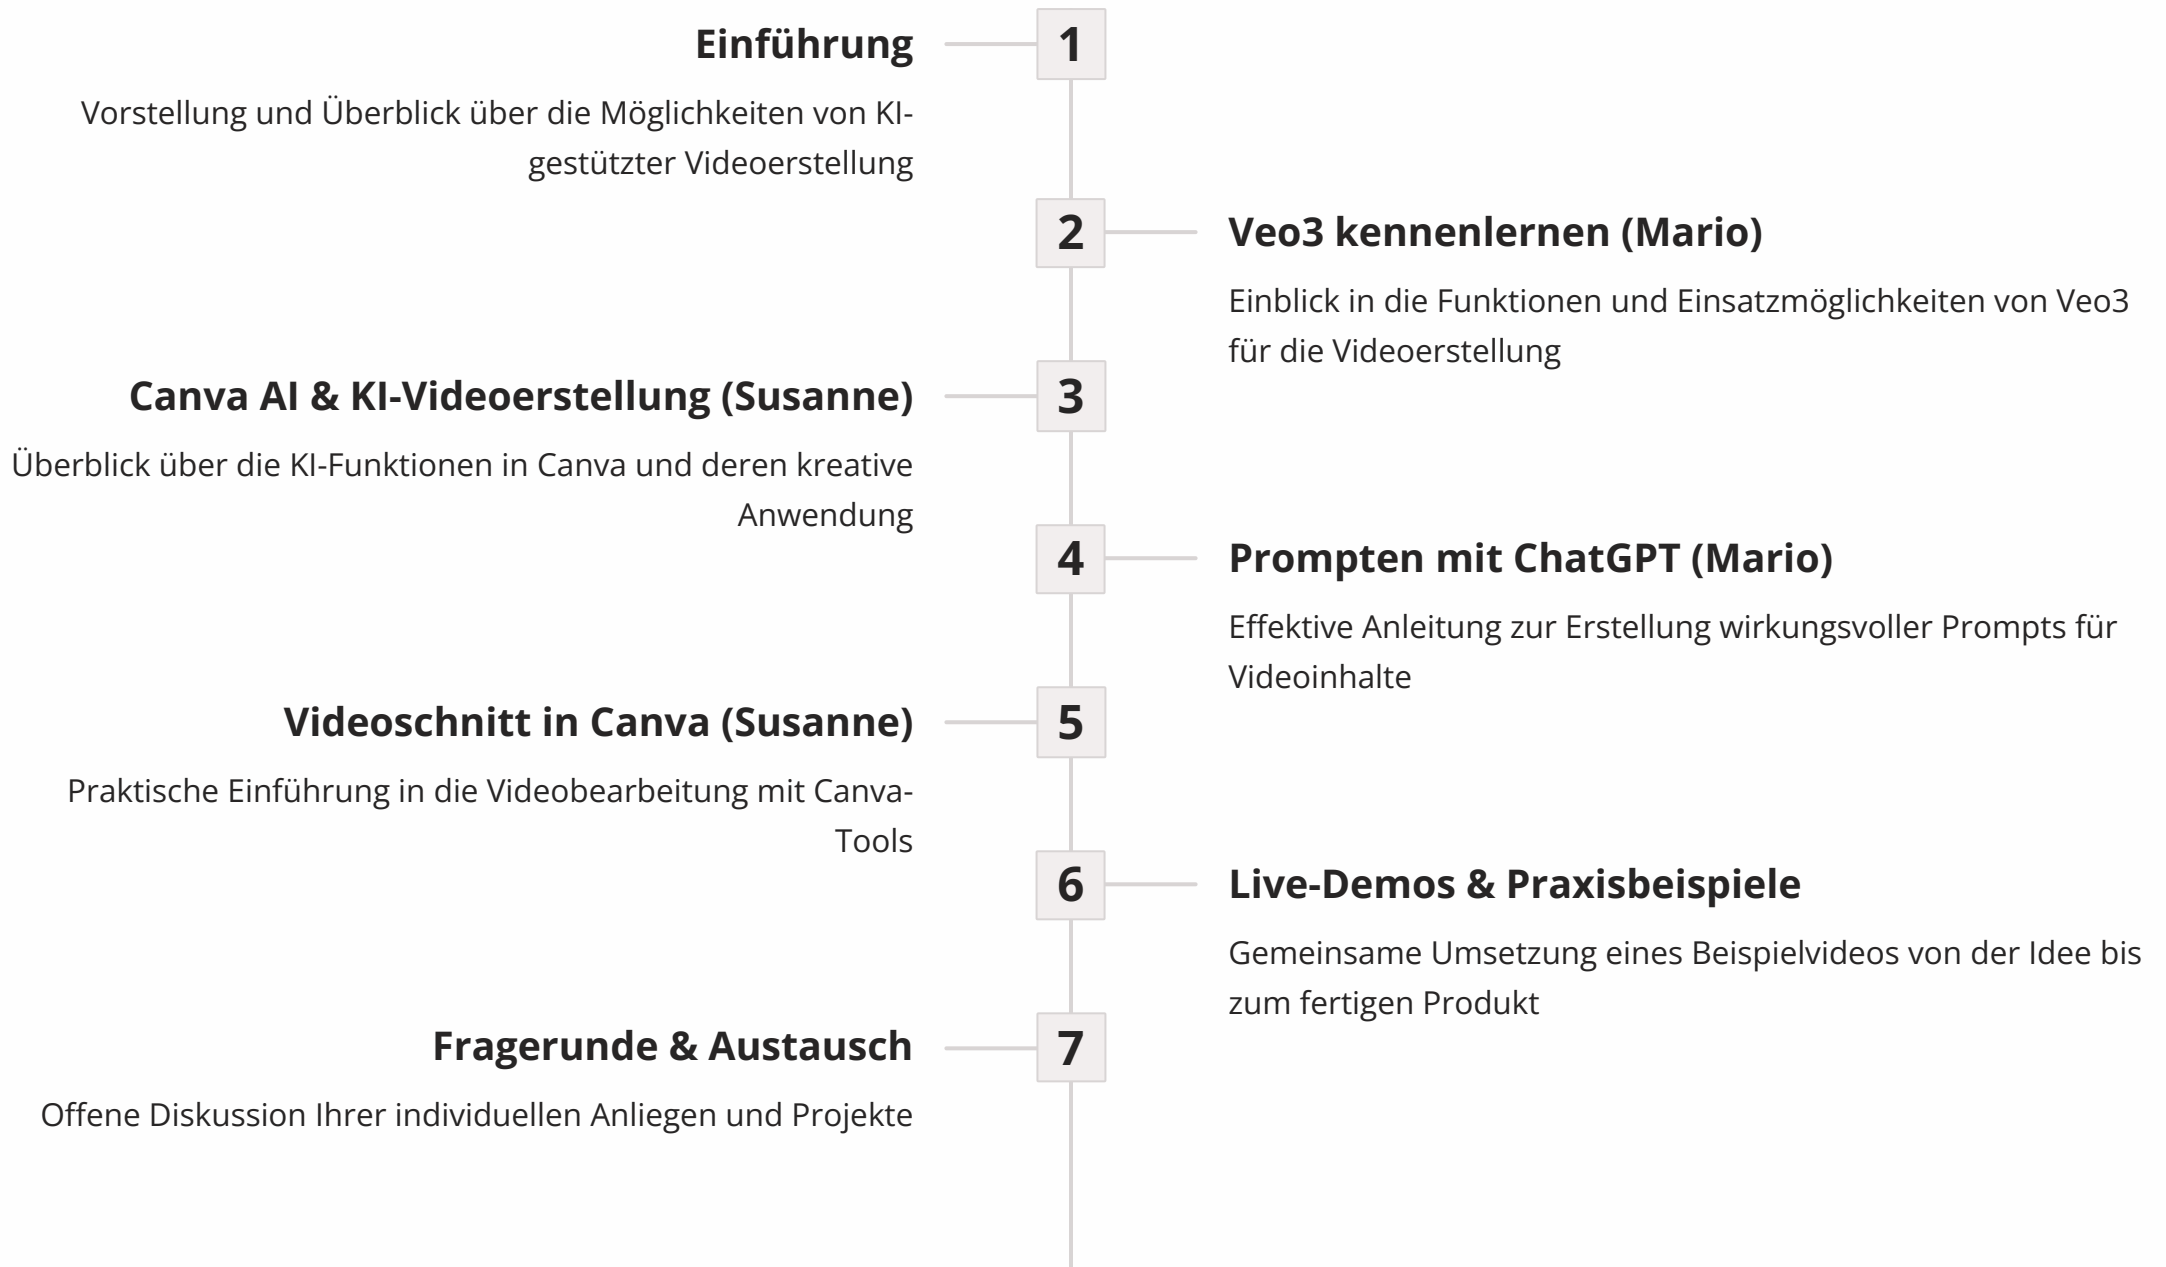 Einführung
1
Vorstellung und Überblick über die Möglichkeiten von KI-
gestützter Videoerstellung
2
Veo3 kennenlernen (Mario)
Einblick in die Funktionen und Einsatzmöglichkeiten von Veo3
für die Videoerstellung
Canva AI & KI-Videoerstellung (Susanne)
3
Überblick über die KI-Funktionen in Canva und deren kreative
Anwendung
4
Prompten mit ChatGPT (Mario)
Effektive Anleitung zur Erstellung wirkungsvoller Prompts für
Videoinhalte
Videoschnitt in Canva (Susanne)
5
Praktische Einführung in die Videobearbeitung mit Canva-
Tools
6
Live-Demos & Praxisbeispiele
Gemeinsame Umsetzung eines Beispielvideos von der Idee bis
zum fertigen Produkt
Fragerunde & Austausch
7
Offene Diskussion Ihrer individuellen Anliegen und Projekte